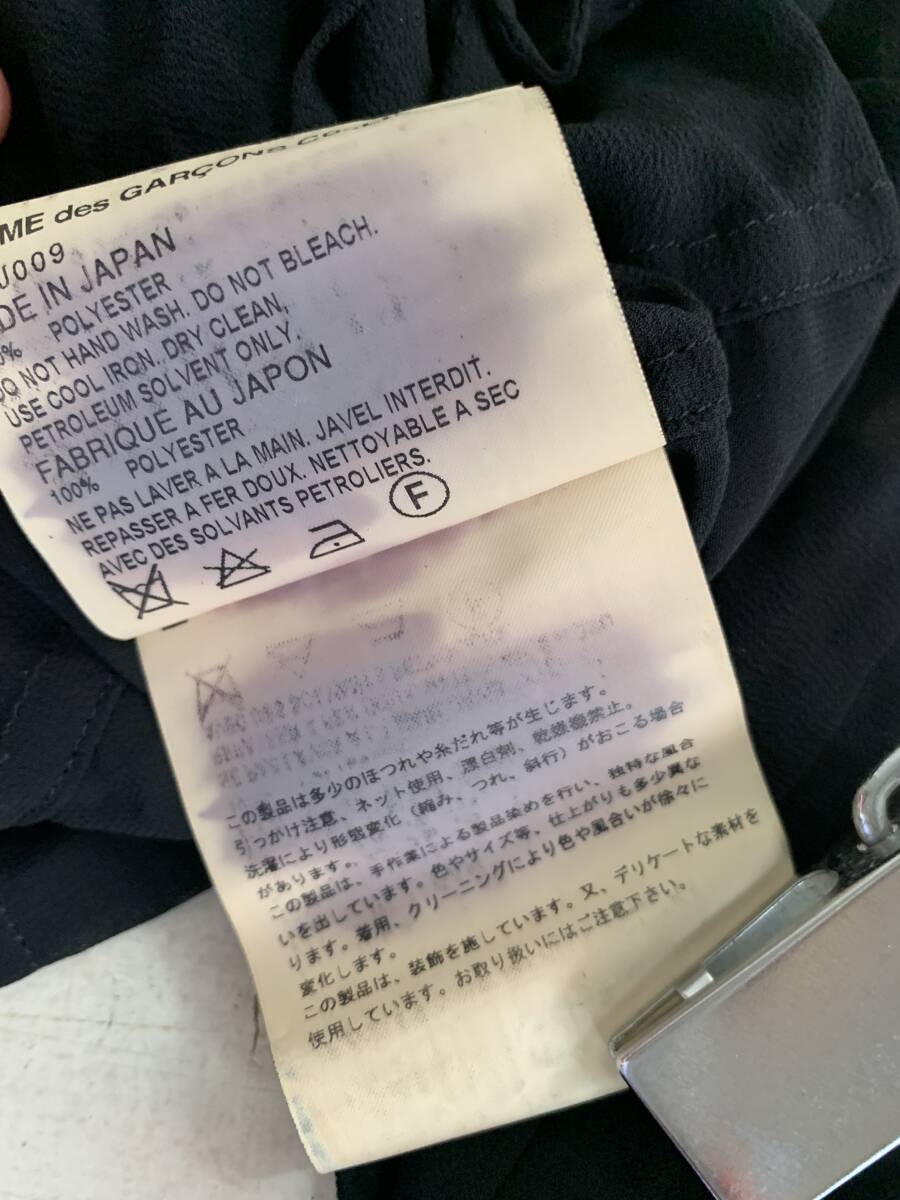 ME des GARÇONS Co.,
J009
DE IN JAPAN
0% POLYESTER
DO NOT HAND WASH. DO NOT BLEACH.
USE COOL IRON. DRY CLEAN,
PETROLEUM SOLVENT ONLY.
FABRIQUE AU JAPON
100% POLYESTER
NE PAS LAVER A LA MAIN. JAVEL INTERDIT.
REPASSER A FER DOUX. NETTOYABLE A SEC
AVEC DES SOLVANTS PETROLIERS.
F
この製品は多少のほつれや糸だれ等が生じます。
引っかけ注意、ネット使用、漂白剤、乾燥機禁止。
洗濯により形態変化(縮み、つれ、斜行)がおこる場合
があります。
この製品は、手作業による製品染めを行い、独特な風合
いを出しています。色やサイズ等、仕上がりも多少異な
ります。着用、クリーニングにより色や風合いが徐々に
変化します。
この製品は、装飾を施しています。又、デリケートな素材を
使用しています。お取り扱いにはご注意下さい。